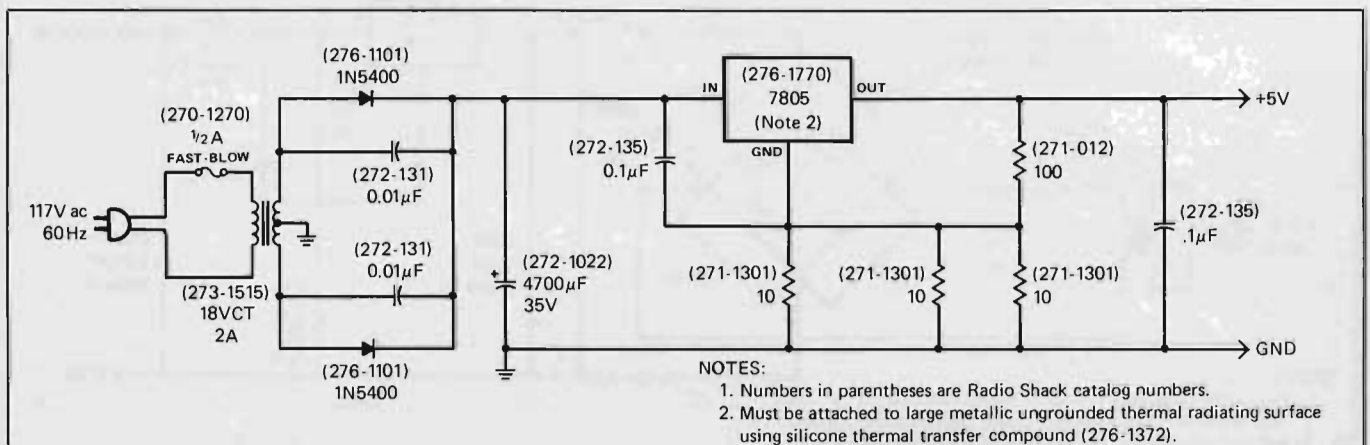 (276-1101)
1N5400
(270-1270)
1/2 A
FAST-BLOW
(272-131)
0.01μF
117V ac
60 Hz
(272-131)
0.01μF
(273-1515)
18VCT
2A
(276-1101)
1N5400
+
(272-1022)
4700μF
35V
IN
(276-1770)
7805
(Note 2)
OUT
GND
(272-135)
0.1μF
(271-1301)
10
(271-1301)
10
(271-012)
100
(271-1301)
10
(272-135)
.1μF
+5V
GND
NOTES:
1. Numbers in parentheses are Radio Shack catalog numbers.
2. Must be attached to large metallic ungrounded thermal radiating surface
using silicone thermal transfer compound (276-1372).